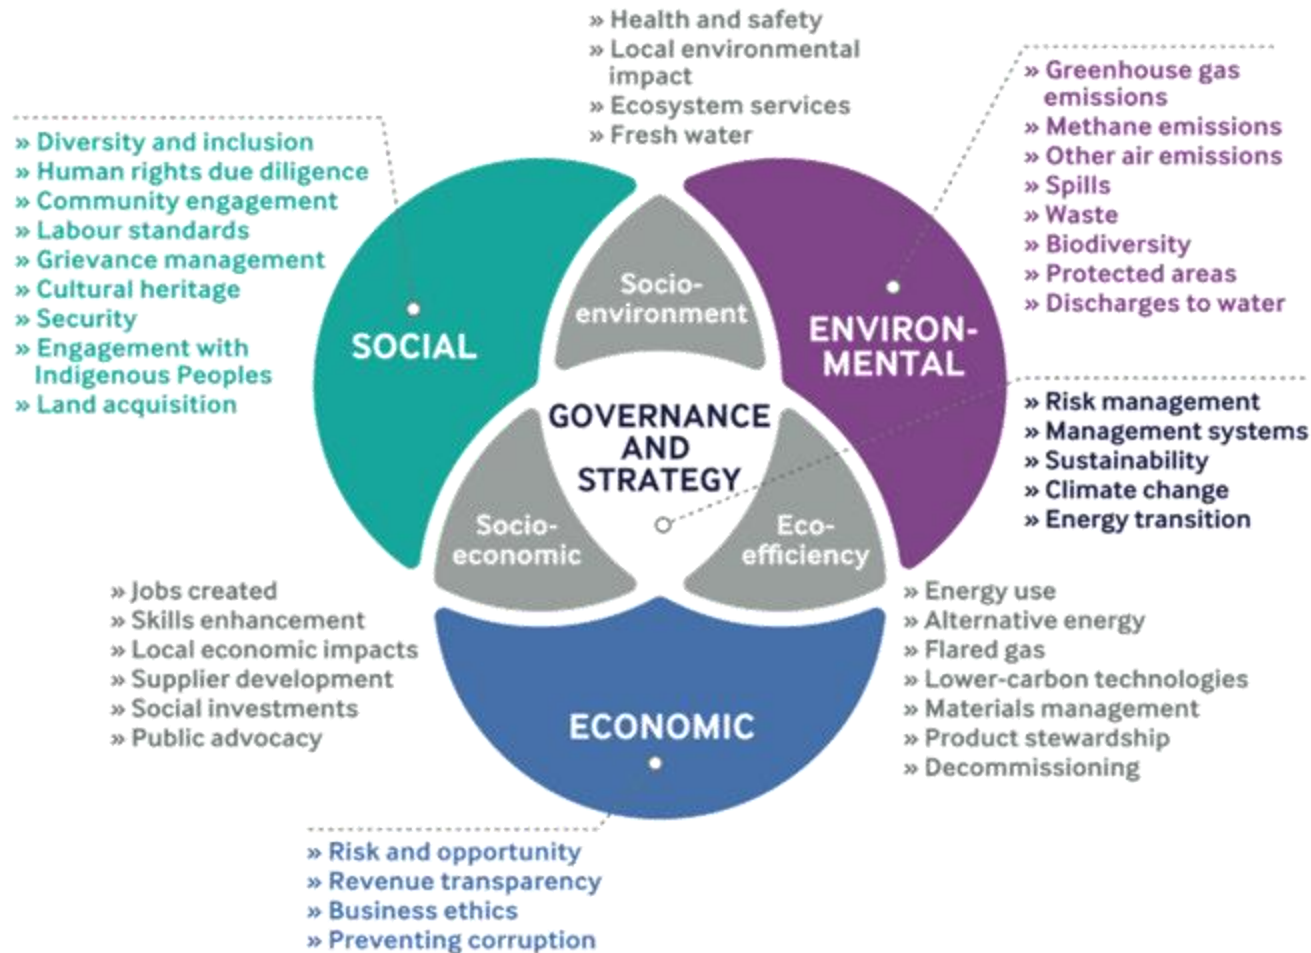 » Health and safety
» Local environmental
impact
» Ecosystem services
» Fresh water
» Diversity and inclusion
» Human rights due diligence
» Community engagement
» Labour standards
» Grievance management
» Cultural heritage
» Security
» Engagement with
Indigenous Peoples
» Land acquisition
» Greenhouse gas
emissions
» Methane emissions
» Other air emissions
» Spills
» Waste
» Biodiversity
» Protected areas
» Discharges to water
SOCIAL
Socio-
environment
ENVIRON-
MENTAL
GOVERNANCE
AND
STRATEGY
» Risk management
» Management systems
» Sustainability
» Climate change
» Energy transition
Socio-
economic
Eco-
efficiency
» Jobs created
» Skills enhancement
» Local economic impacts
» Supplier development
» Social investments
» Public advocacy
» Energy use
» Alternative energy
» Flared gas
» Lower-carbon technologies
» Materials management
» Product stewardship
» Decommissioning
ECONOMIC
» Risk and opportunity
» Revenue transparency
» Business ethics
» Preventing corruption